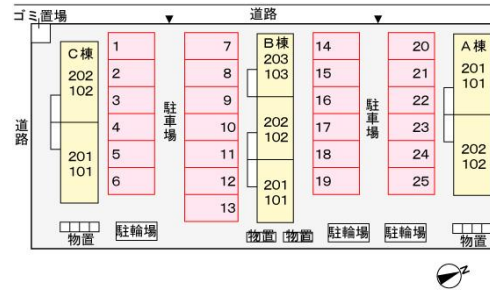 ゴミ置場
道路
道路
C棟
202
102
201
101
1
2
3
4
5
6
駐車場
7
8
9
10
11
12
13
B棟
203
103
202
102
201
101
14
15
16
17
18
19
駐車場
20
21
22
23
24
25
A棟
201
101
202
102
物置
駐輪場
物置
物置
駐輪場
駐輪場
物置
N